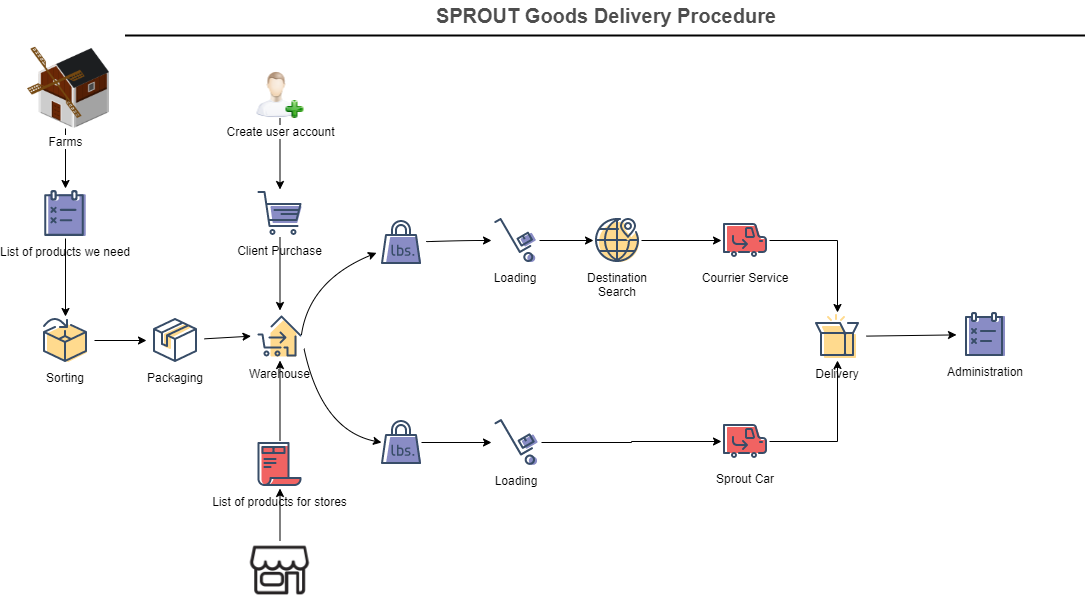 SPROUT Goods Delivery Procedure
Farms
Create user account
List of products we need
Client Purchase
lbs.
Loading
Destination
Search
Courrier Service
Sorting
Packaging
Warehouse
Delivery
Administration
lbs.
Loading
Sprout Car
List of products for stores